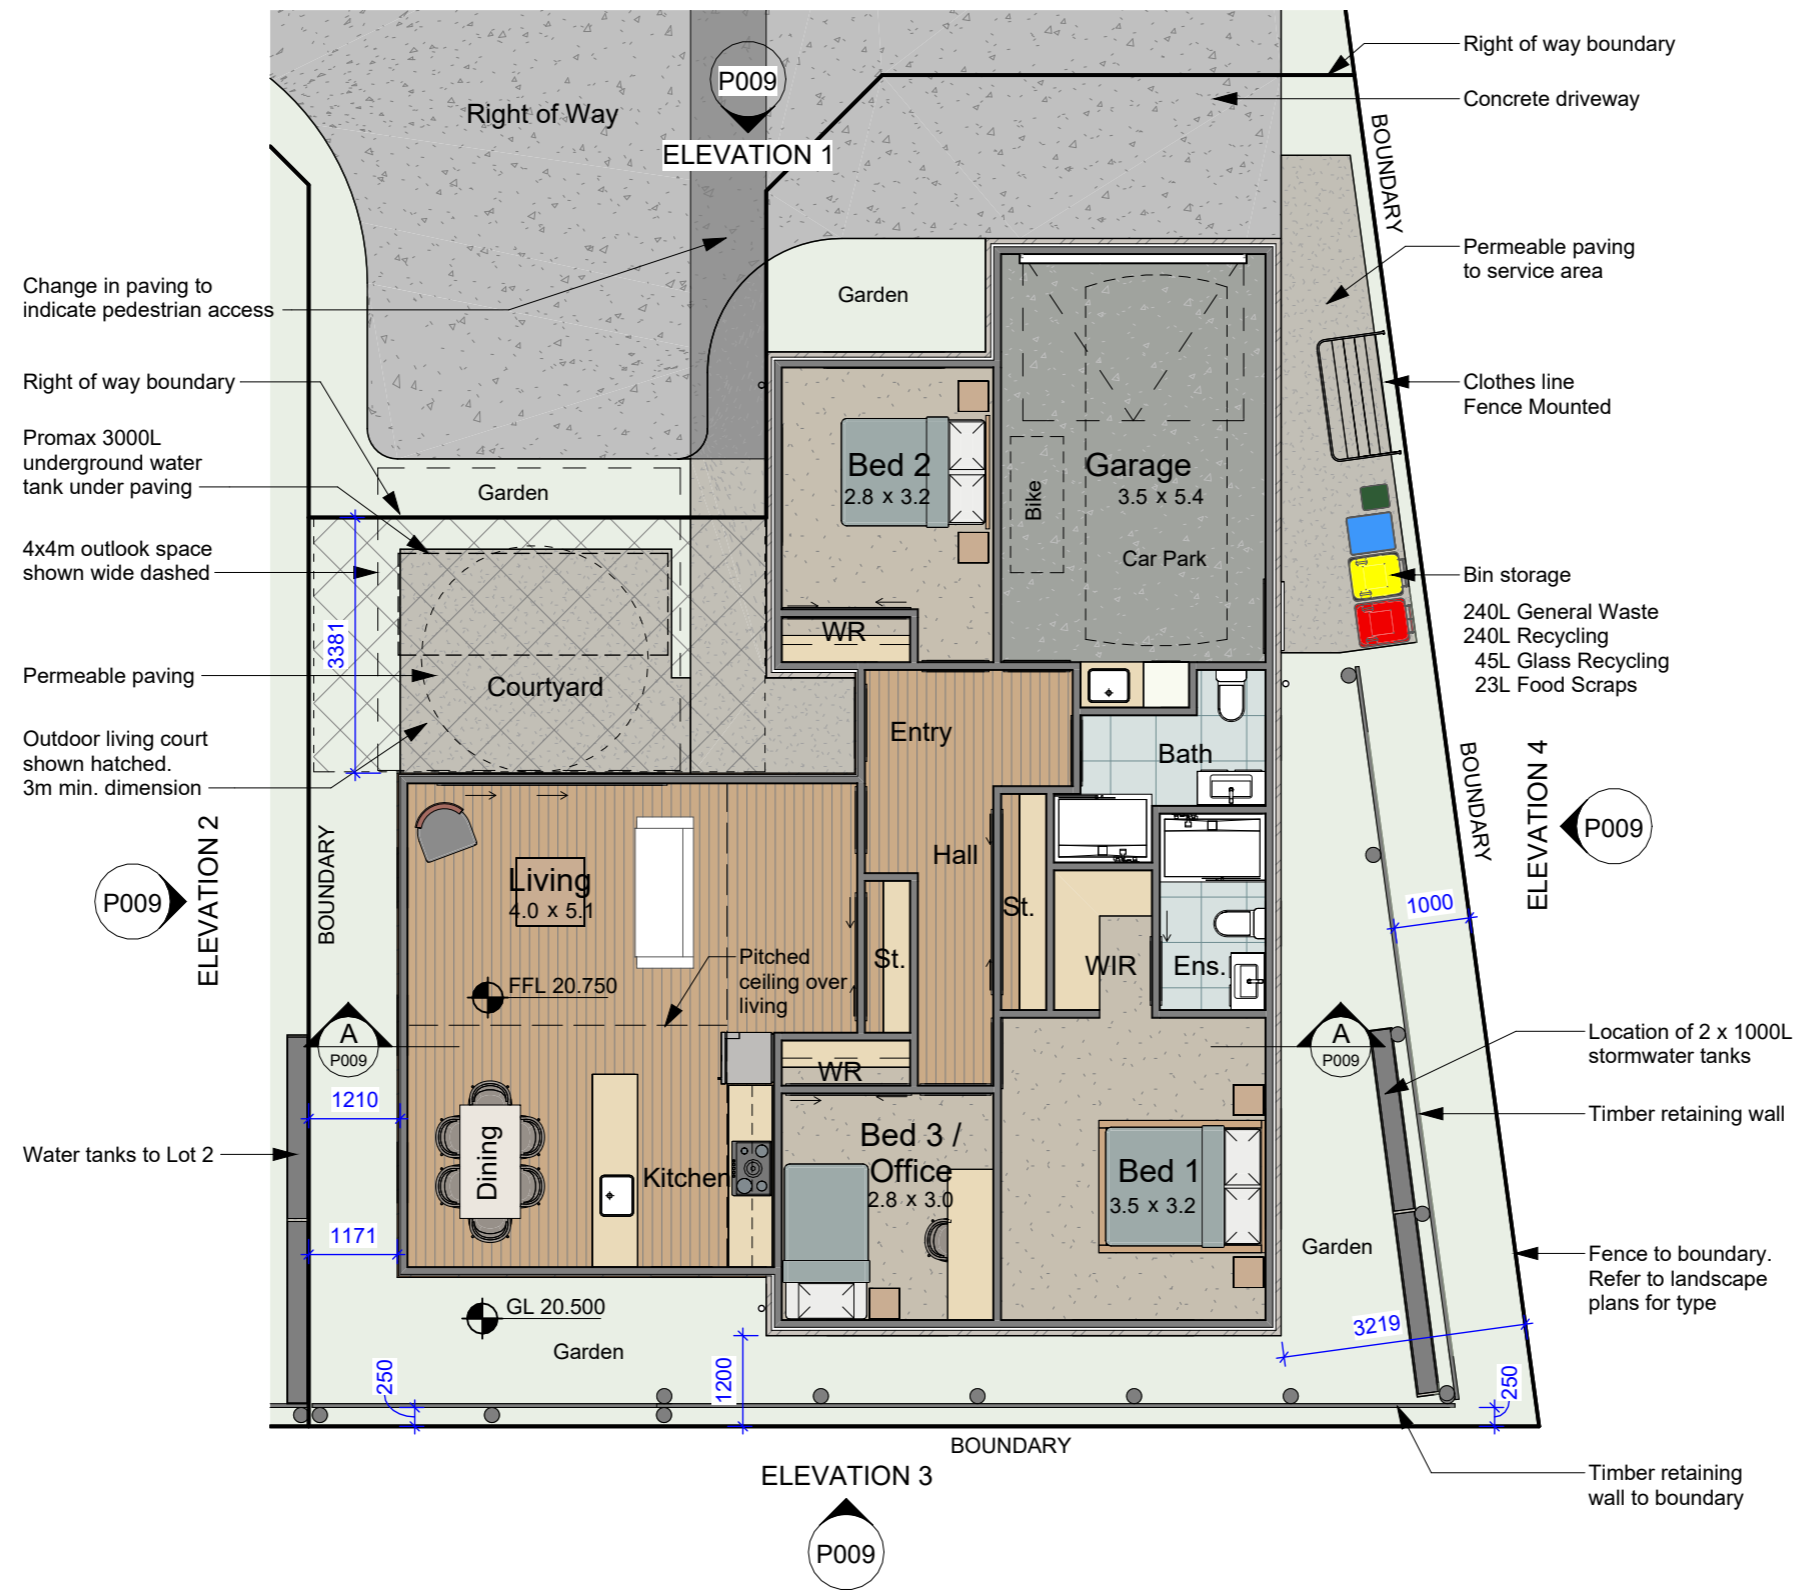 Right of way boundary
P009
Concrete driveway
Right of Way
ELEVATION 1
BOUNDARY
Permeable paving
to service area
Change in paving to
indicate pedestrian access
Garden
Right of way boundary
Clothes line
Fence Mounted
Promax 3000L
underground water
tank under paving
Bed 2
2.8 x 3.2
Garage
3.5 x 5.4
Bike
Garden
4x4m outlook space
shown wide dashed
Car Park
Bin storage
240L General Waste
240L Recycling
45L Glass Recycling
23L Food Scraps
WR
3381
Permeable paving
Courtyard
Entry
Bath
Outdoor living court
shown hatched.
3m min. dimension
BOUNDARY
ELEVATION 4
P009
ELEVATION 2
P009
BOUNDARY
Living
4.0 x 5.1
Hall
St.
St.
WIR
Ens.
1000
Pitched
ceiling over
living
FFL 20.750
A
P009
A
P009
Location of 2 x 1000L
stormwater tanks
WR
1210
Timber retaining wall
Water tanks to Lot 2
Dining
Kitchen
Bed 3 /
Office
2.8 x 3.0
Bed 1
3.5 x 3.2
1171
Garden
Fence to boundary.
Refer to landscape
plans for type
GL 20.500
Garden
3219
250
1200
250
BOUNDARY
ELEVATION 3
Timber retaining
wall to boundary
P009